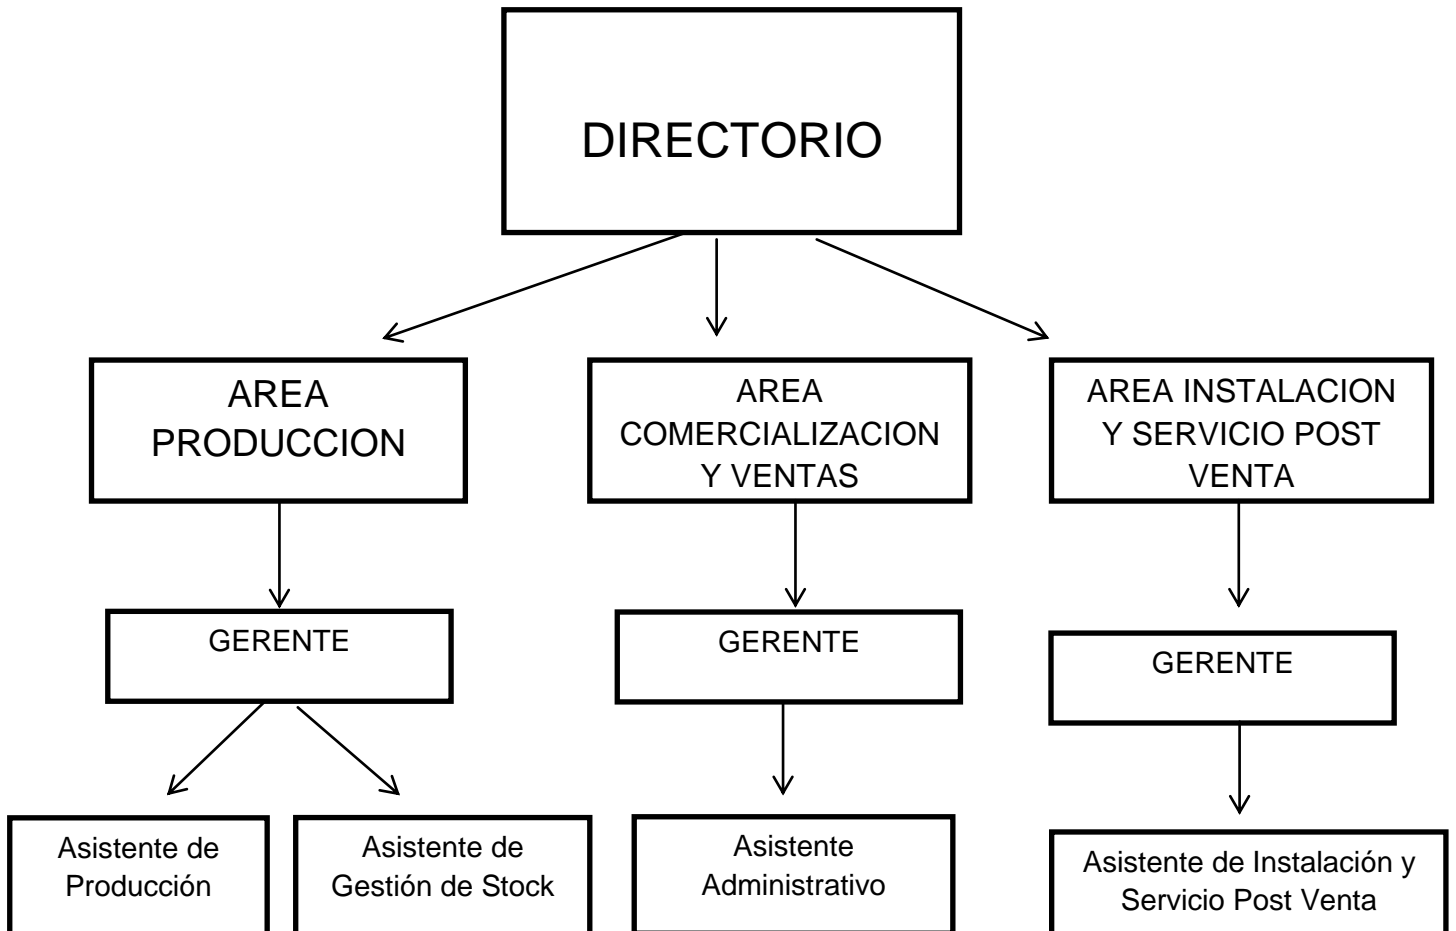 DIRECTORIO
AREA
PRODUCCION
AREA
COMERCIALIZACION
Y VENTAS
AREA INSTALACION
Y SERVICIO POST
VENTA
GERENTE
GERENTE
GERENTE
Asistente de
Producción
Asistente de
Gestión de Stock
Asistente
Administrativo
Asistente de Instalación y
Servicio Post Venta